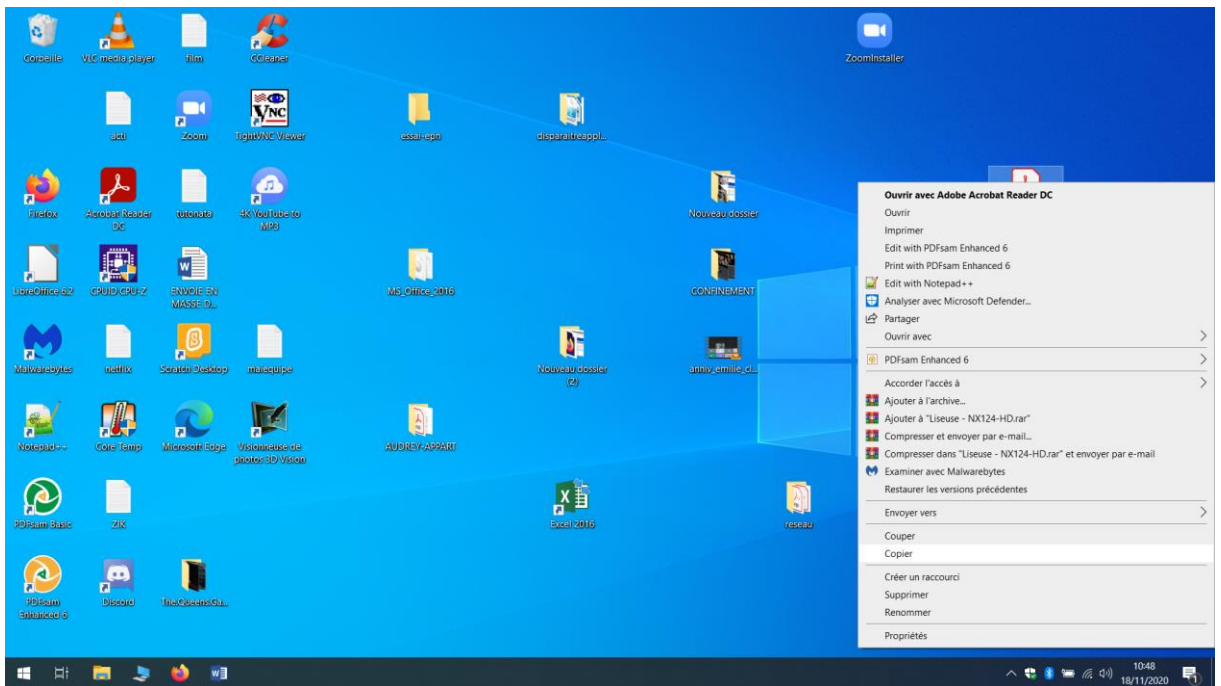 Corbeille
VLC media player
film
CCleaner
ZoomInstaller
acti
Zoom
TightVNC Viewer
essai-epn
disparaitreappl...
Firefox
Acrobat Reader
DC
tutonata
4K YouTube to
MP3
Nouveau dossier
LibreOffice 6.2
CPUID CPU-Z
ENVOIE EN
MASSE D...
MS_Office_2016
CONFINEMENT
Malwarebytes
netflix
Scratch Desktop
maiequipe
Nouveau dossier
(2)
anniv_emilie_cl...
Notepad++
Core Temp
Microsoft Edge
Visionneuse de
photos 3D Vision
AUDREY-APPART
PDFsam Basic
ZIK
Excel 2016
reseau
PDFsam
Enhanced 6
Discord
The.Queens.Ga...
Ouvrir avec Adobe Acrobat Reader DC
Ouvrir
Imprimer
Edit with PDFsam Enhanced 6
Print with PDFsam Enhanced 6
Edit with Notepad++
Analyser avec Microsoft Defender...
Partager
Ouvrir avec
PDFsam Enhanced 6
Accorder l'accès à
Ajouter à l'archive...
Ajouter à "Liseuse - NX124-HD.rar"
Compresser et envoyer par e-mail...
Compresser dans "Liseuse - NX124-HD.rar" et envoyer par e-mail
Examiner avec Malwarebytes
Restaurer les versions précédentes
Envoyer vers
Couper
Copier
Créer un raccourci
Supprimer
Renommer
Propriétés
10:48
18/11/2020